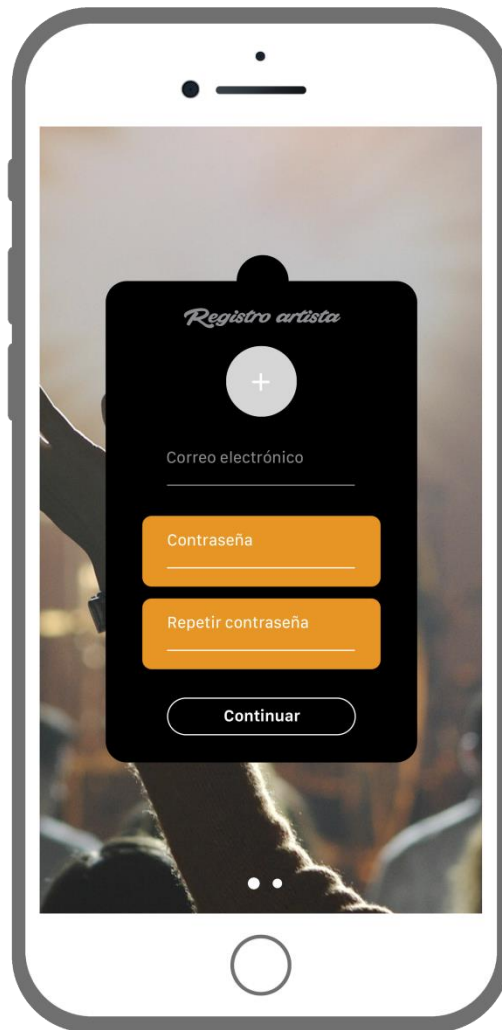 Registro artista
+
Correo electrónico
Contraseña
Repetir contraseña
Continuar